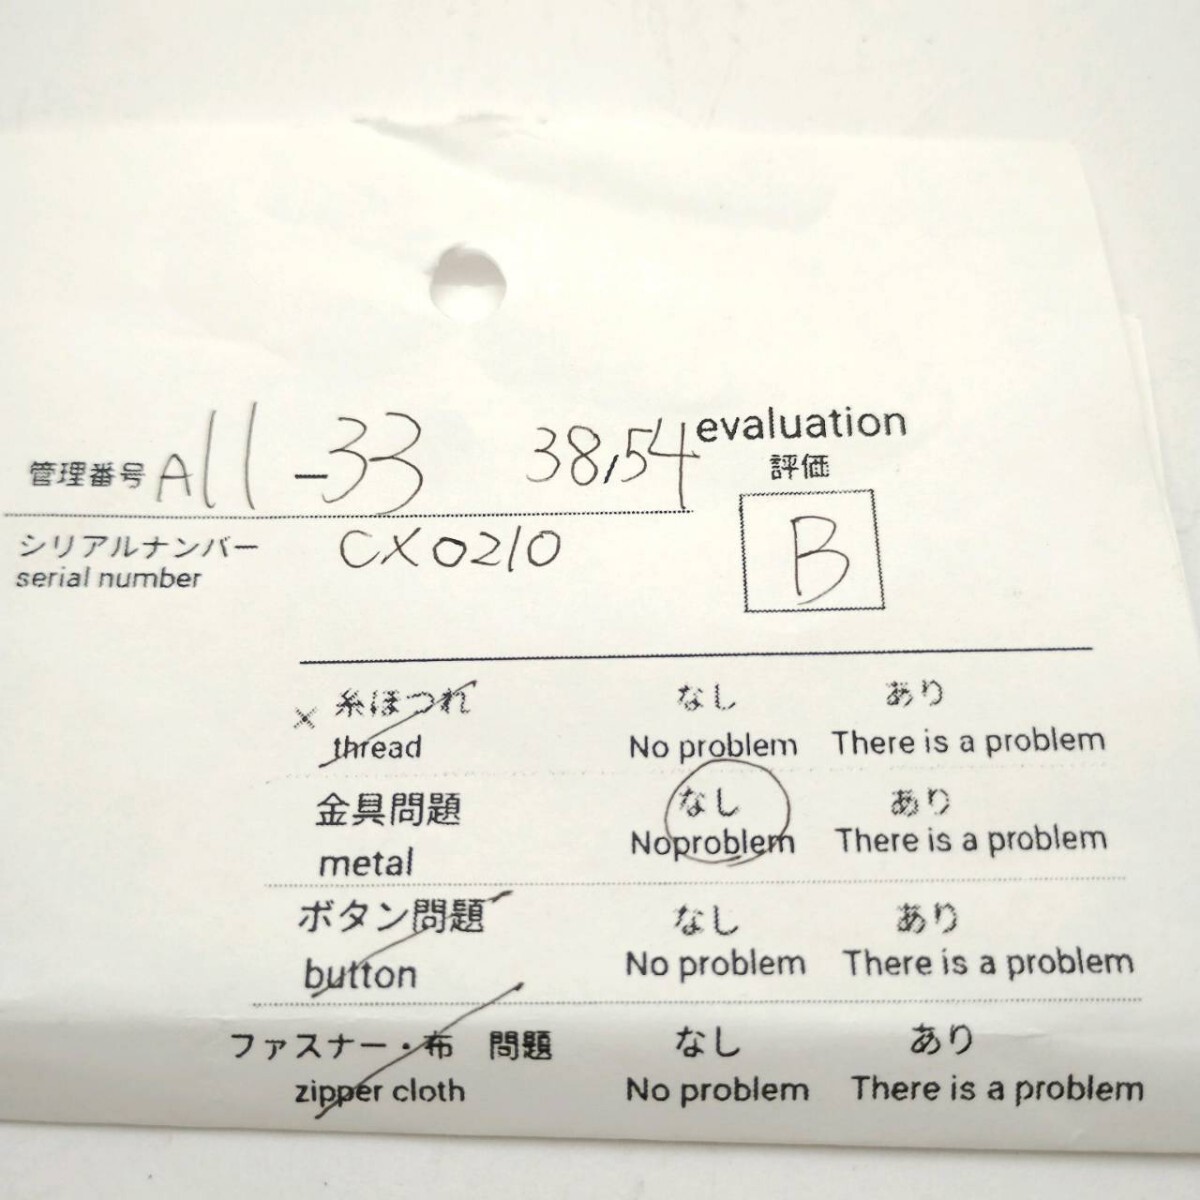 管理番号 A11-33 38,54
evaluation
評価
B
シリアルナンバー CX0210
serial number
× 糸ほつれ なし あり
thread No problem There is a problem
金具問題 なし あり
metal Noproblem There is a problem
ボタン問題 なし あり
button No problem There is a problem
ファスナー・布 問題 なし あり
zipper cloth No problem There is a problem